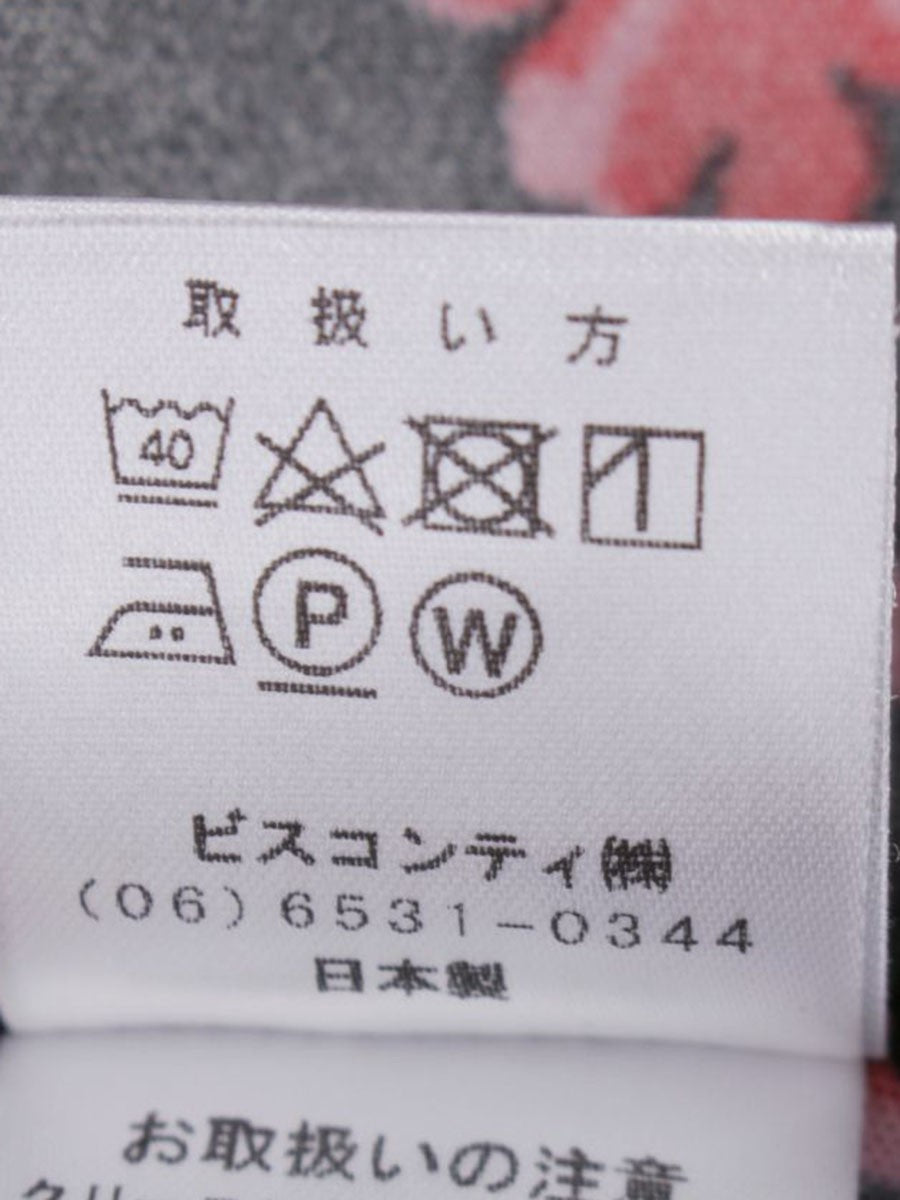 取扱い方
40
P W
ビスコンティ㈱
(06)6531-0344
日本製
お取扱いの注意